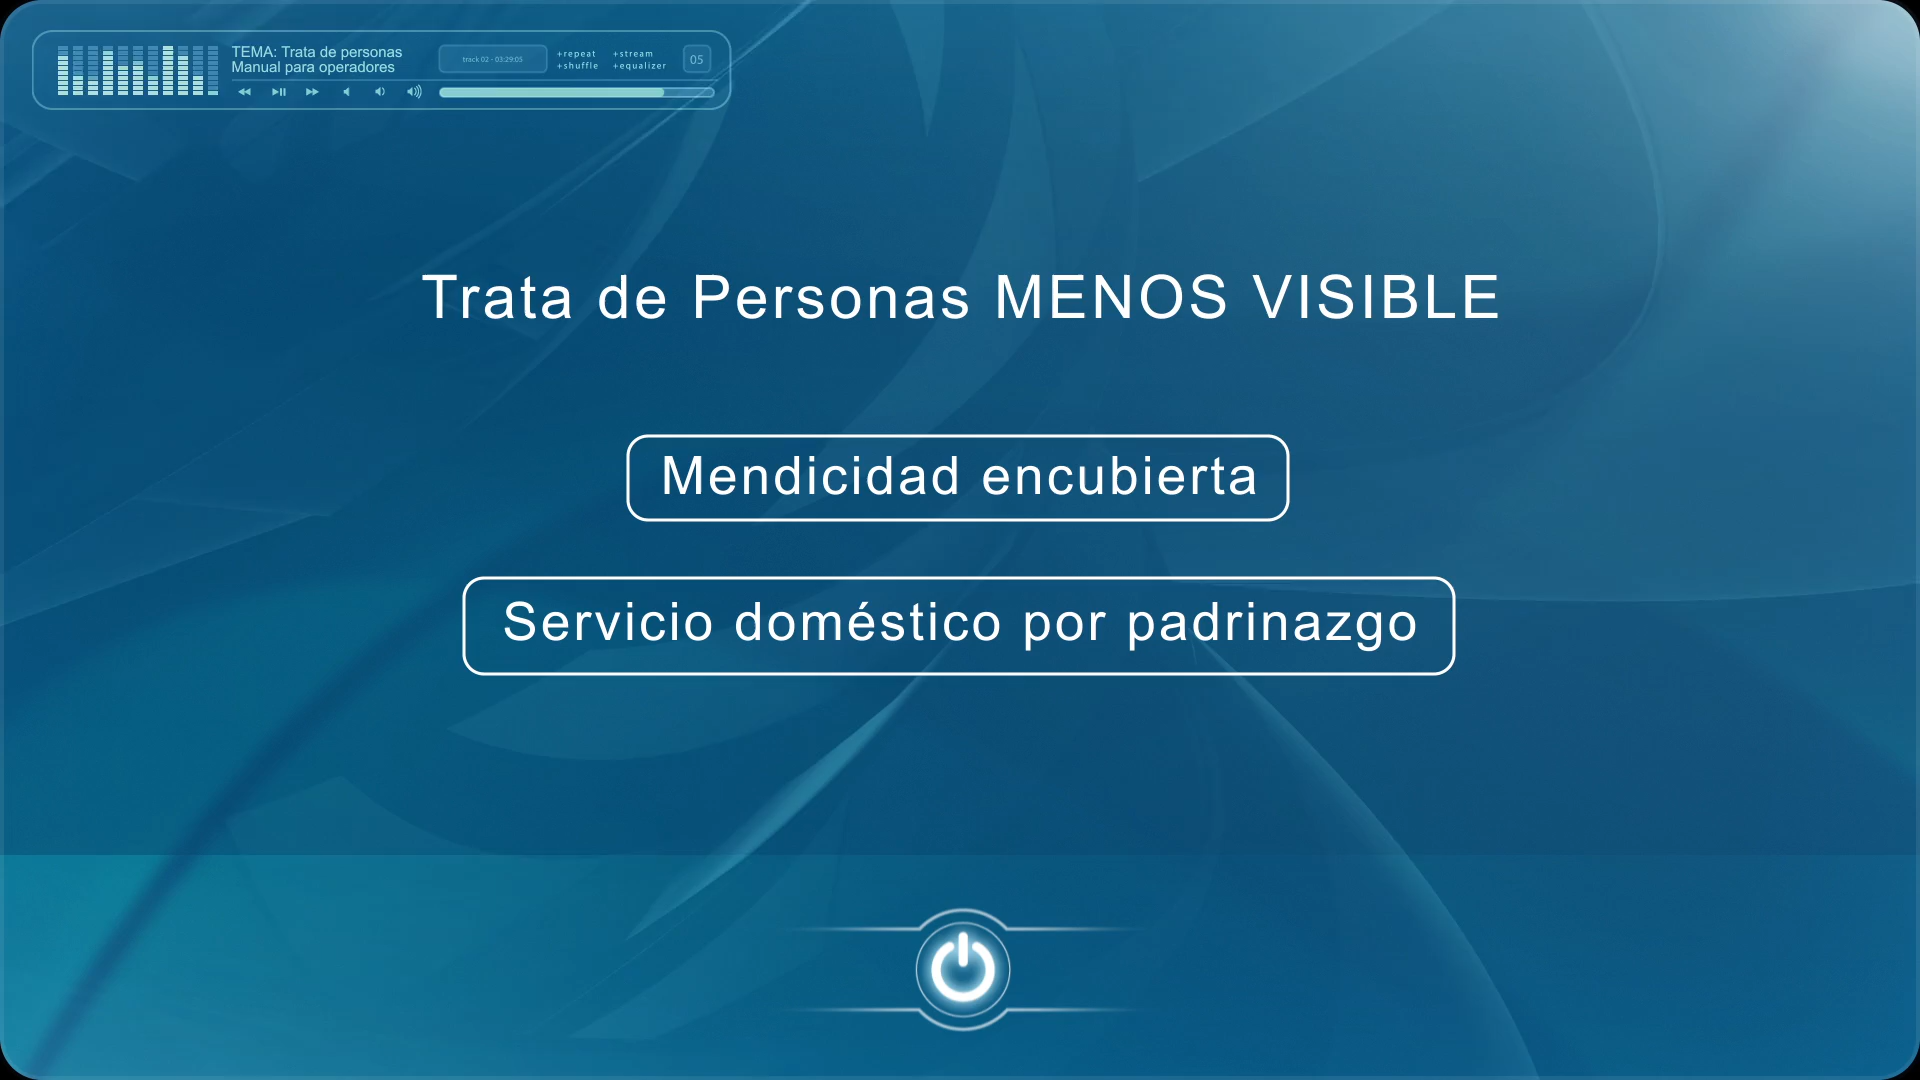 TEMA: Trata de personas
Manual para operadores
track 02 - 03:29:05
+repeat +stream
+shuffle +equalizer
05
Trata de Personas MENOS VISIBLE
Mendicidad encubierta
Servicio doméstico por padrinazgo